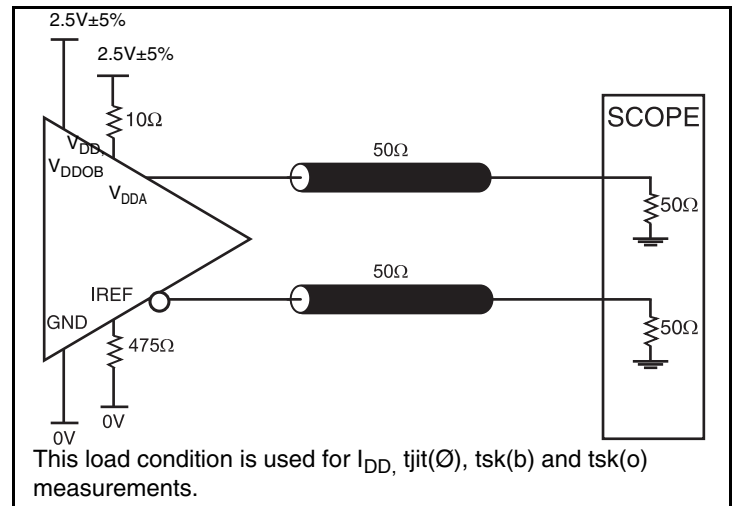 2.5V±5%
2.5V±5%
10Ω
SCOPE
V_DD,
V_DDOB
V_DDA
50Ω
50Ω
50Ω
IREF
GND
475Ω
50Ω
0V
0V
This load condition is used for I_DD, tjit(Ø), tsk(b) and tsk(o)
measurements.